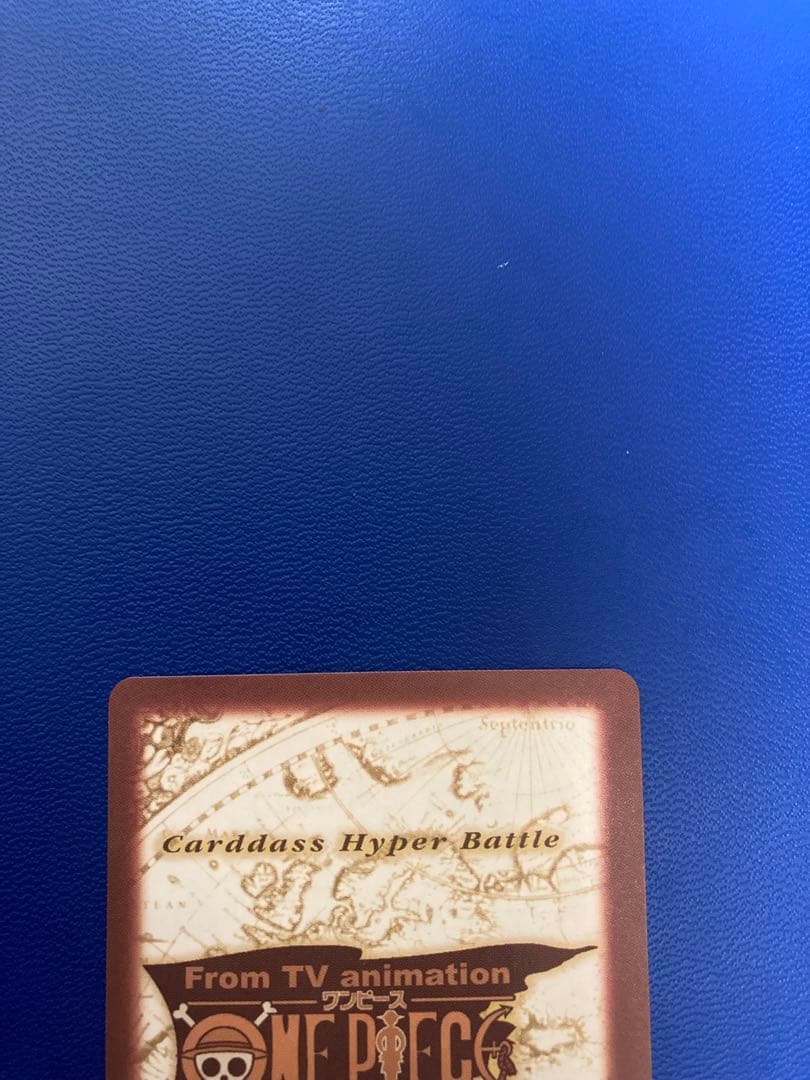 Septentrio
Carddass Hyper Battle
From TV animation
ワンピース
ONE PIECE